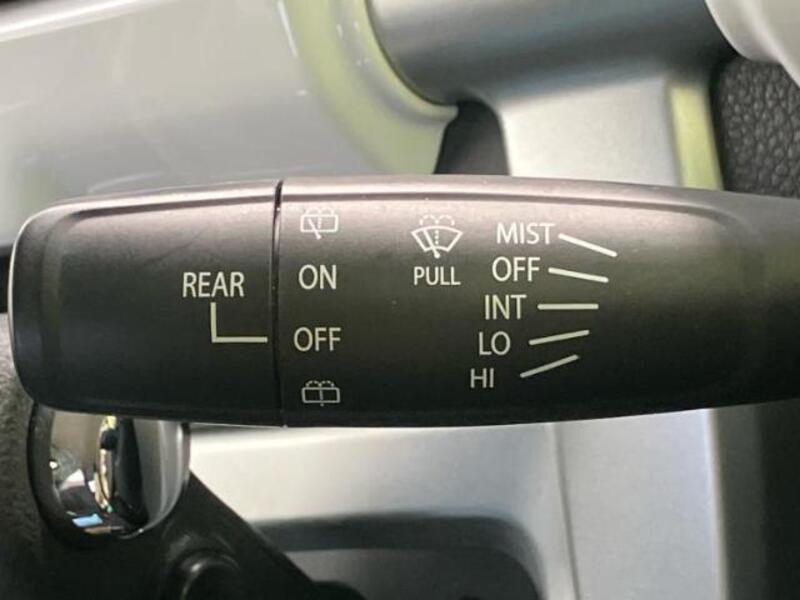 REAR
ON
OFF
PULL
MIST
OFF
INT
LO
HI